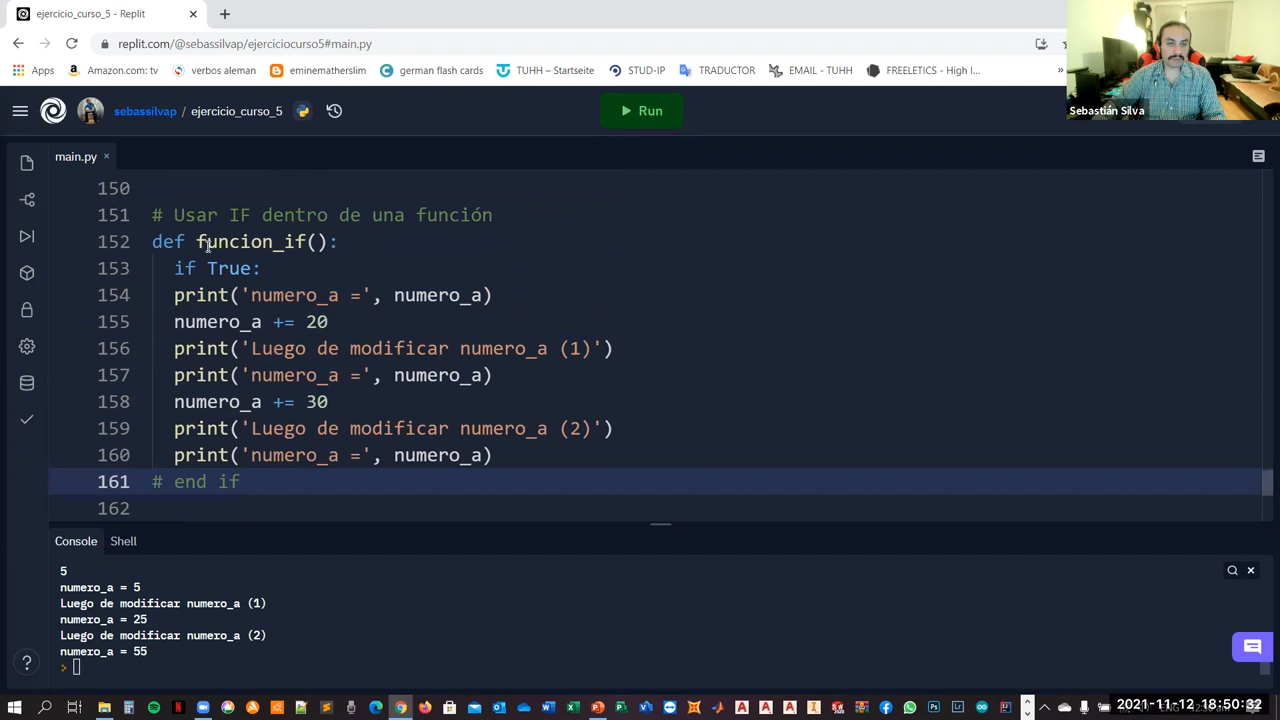 ejercicio_curso_5 - Replit
replit.com/@sebassilvap/ejerciciocurso5#main.py
Apps
Amazon.com: tv
verbos aleman
eminematherslim
german flash cards
TUHH – Startseite
STUD-IP
TRADUCTOR
EMAIL - TUHH
FREELETICS - High I...
»
Sebastián Silva
sebassilvap / ejercicio_curso_5
Run
main.py
150
151 # Usar IF dentro de una función
152 def funcion_if():
153 if True:
154 print('numero_a =', numero_a)
155 numero_a += 20
156 print('Luego de modificar numero_a (1)')
157 print('numero_a =', numero_a)
158 numero_a += 30
159 print('Luego de modificar numero_a (2)')
160 print('numero_a =', numero_a)
161 # end if
162
Console Shell
5
numero_a = 5
Luego de modificar numero_a (1)
numero_a = 25
Luego de modificar numero_a (2)
numero_a = 55
>
2021-11-12 18:50:32